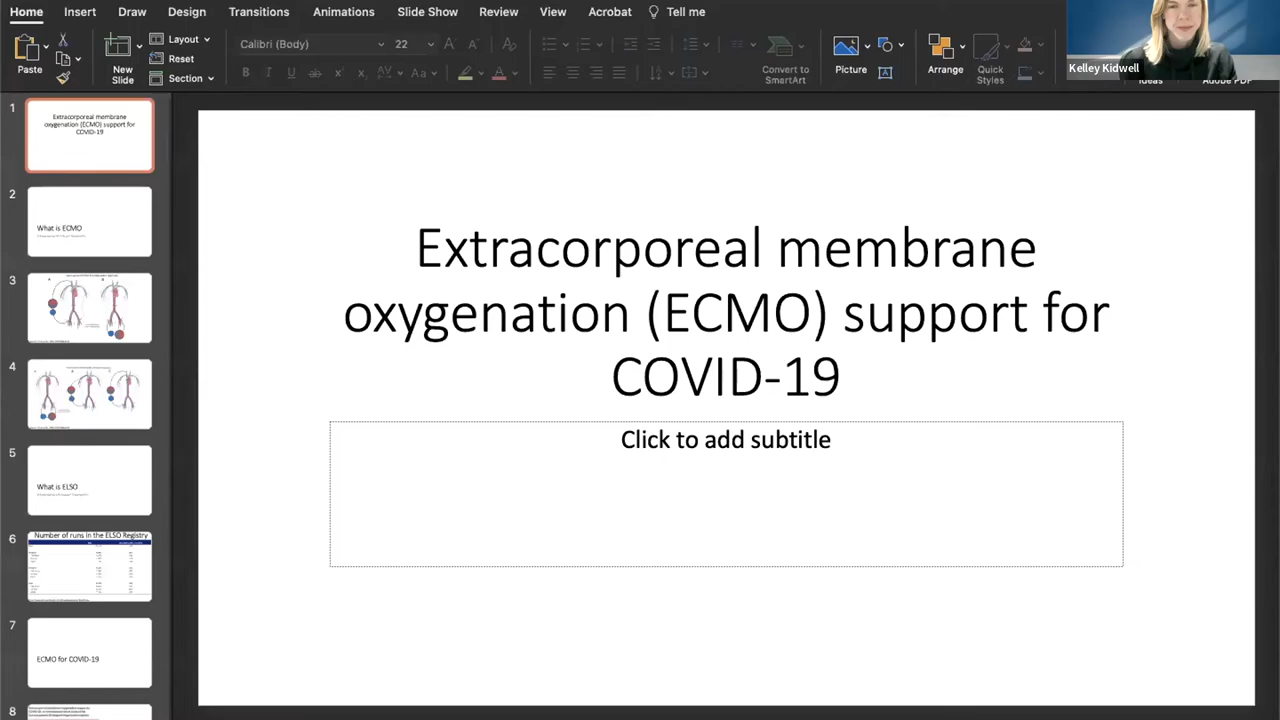 Home Insert Draw Design Transitions Animations Slide Show Review View Acrobat Tell me
Paste
New
Slide
Layout
Reset
Section
Calibri (Body) 22
Convert to
SmartArt
Picture
Arrange
Quick
Styles
Kelley Kidwell
Ideas
Adobe PDF
1
Extracorporeal membrane
oxygenation (ECMO) support for
COVID-19
2
What is ECMO
3
4
5
What is ELSO
6
Number of runs in the ELSO Registry
7
ECMO for COVID-19
8
Extracorporeal membrane
oxygenation (ECMO) support for
COVID-19
Click to add subtitle